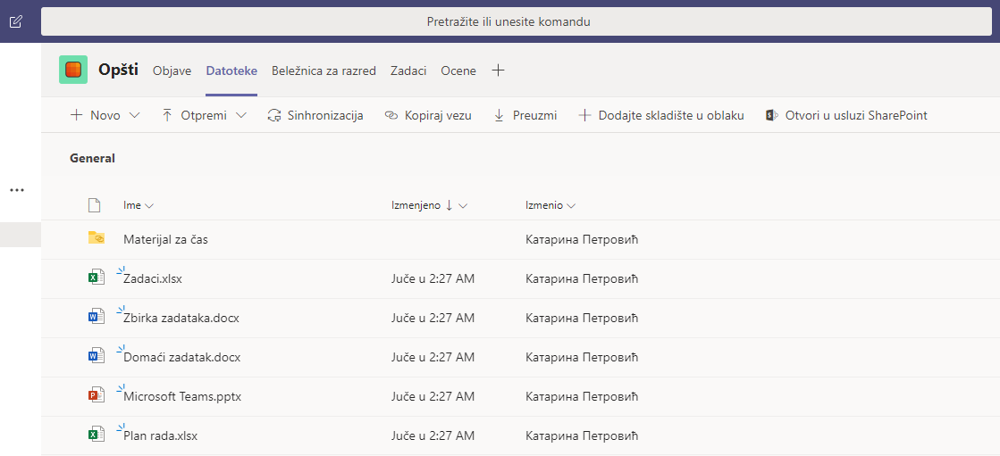 Pretražite ili unesite komandu
Opšti Objave Datoteke Beležnica za razred Zadaci Ocene
Novo Otpremi Sinhronizacija Kopiraj vezu Preuzmi Dodajte skladište u oblaku Otvori u usluzi SharePoint
General
Ime Izmenjeno Izmenio
Materijal za čas Катарина Петровић
Zadaci.xlsx Juče u 2:27 AM Катарина Петровић
Zbirka zadataka.docx Juče u 2:27 AM Катарина Петровић
Domaći zadatak.docx Juče u 2:27 AM Катарина Петровић
Microsoft Teams.pptx Juče u 2:27 AM Катарина Петровић
Plan rada.xlsx Juče u 2:27 AM Катарина Петровић